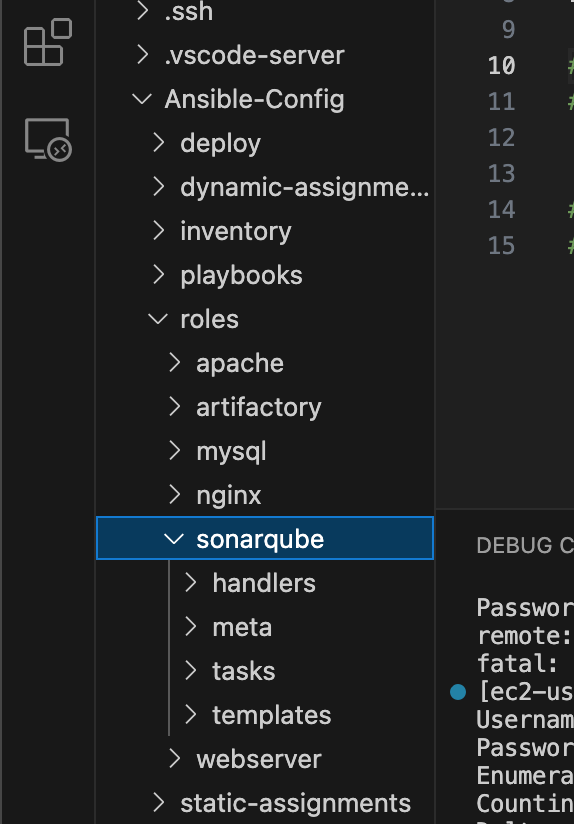 .ssh
.vscode-server
Ansible-Config
deploy
dynamic-assignme...
inventory
playbooks
roles
apache
artifactory
mysql
nginx
sonarqube
handlers
meta
tasks
templates
webserver
static-assignments
9
10 #
11 #
12
13
14 #
15 #
DEBUG C
Passwor
remote:
fatal:
[ec2-us
Usernam
Passwor
Enumera
Countin